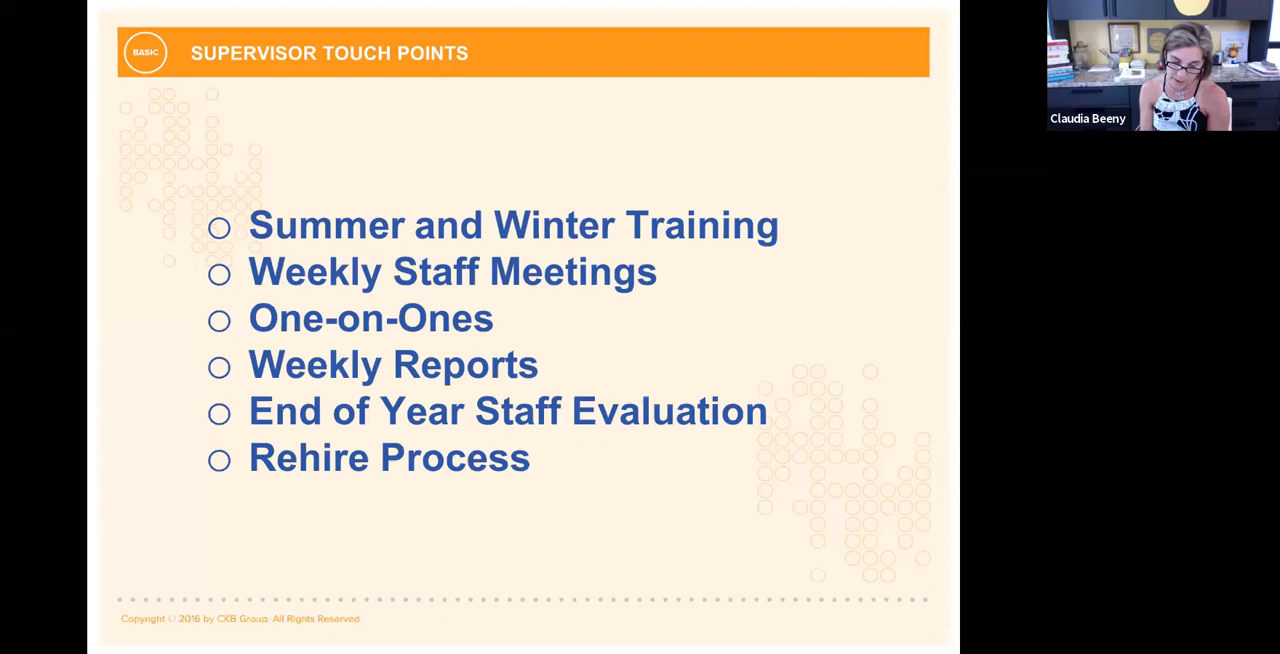 BASIC
SUPERVISOR TOUCH POINTS
Summer and Winter Training
Weekly Staff Meetings
One-on-Ones
Weekly Reports
End of Year Staff Evaluation
Rehire Process
Copyright © 2016 by CKB Group. All Rights Reserved.
Claudia Beeny